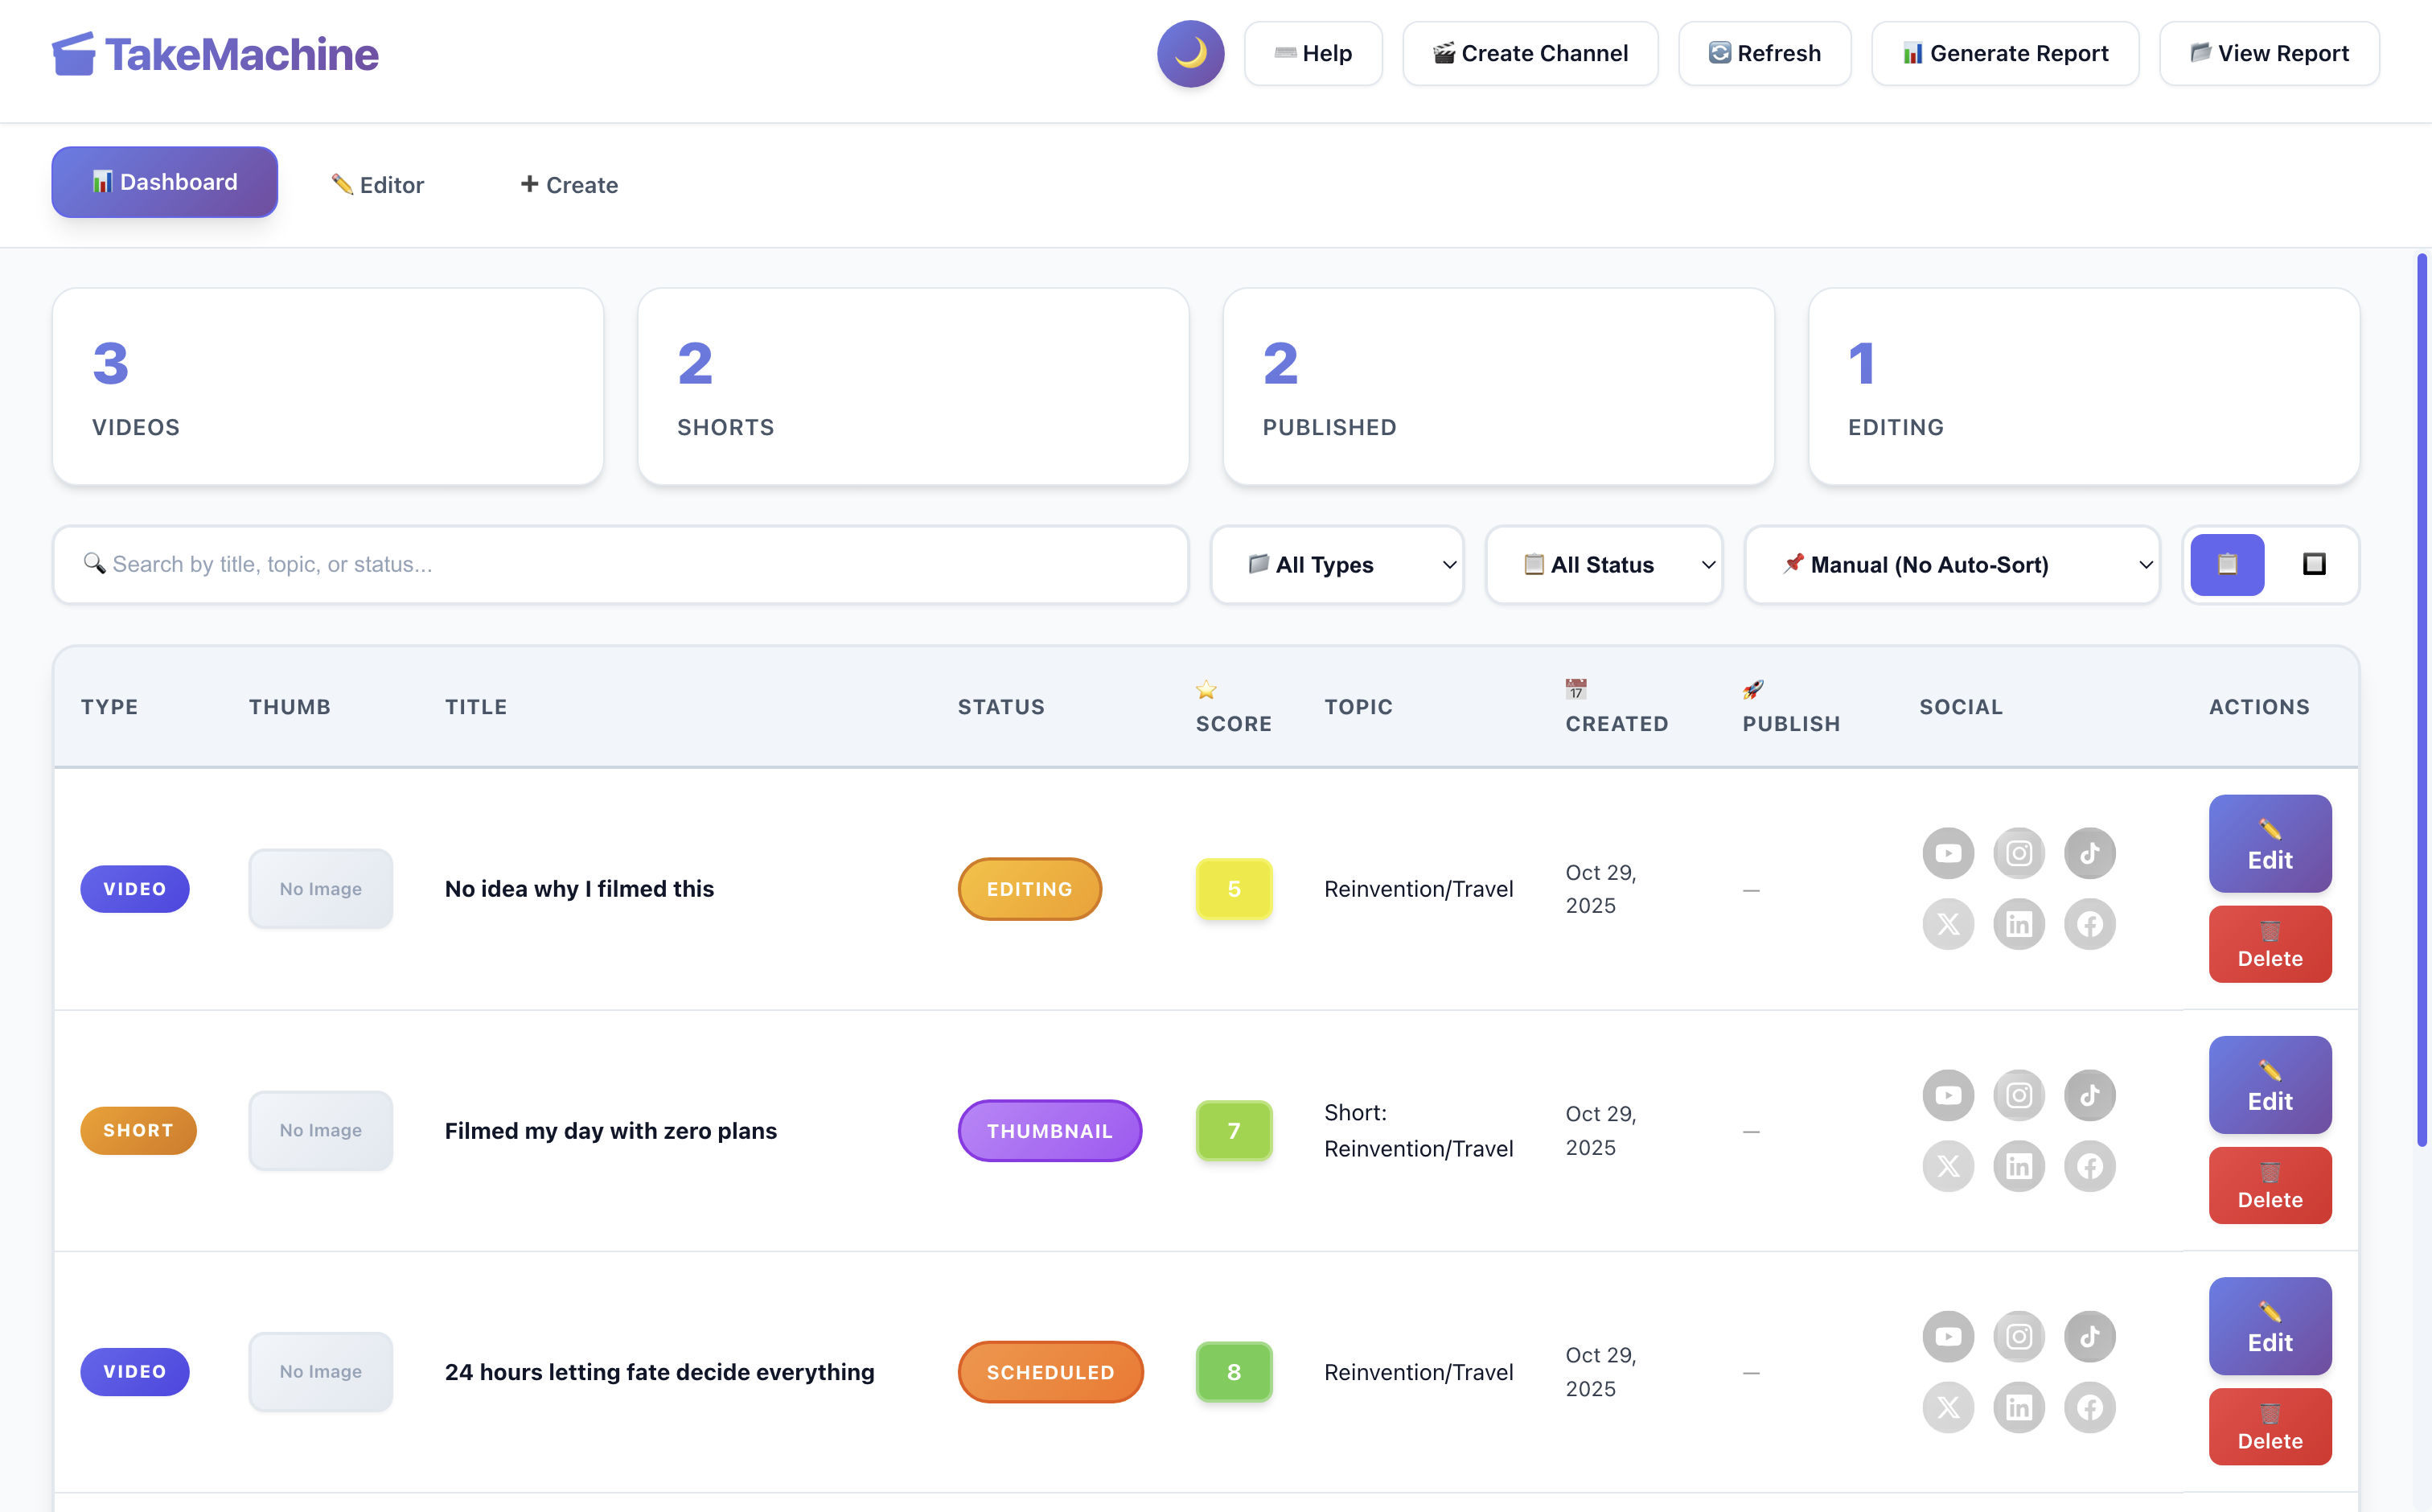 TakeMachine
Help
Create Channel
Refresh
Generate Report
View Report
Dashboard
Editor
Create
3
VIDEOS
2
SHORTS
2
PUBLISHED
1
EDITING
Search by title, topic, or status...
All Types
All Status
Manual (No Auto-Sort)
TYPE
THUMB
TITLE
STATUS
SCORE
TOPIC
17
CREATED
PUBLISH
SOCIAL
ACTIONS
VIDEO
No Image
No idea why I filmed this
EDITING
5
Reinvention/Travel
Oct 29,
2025
—
Edit
Delete
SHORT
No Image
Filmed my day with zero plans
THUMBNAIL
7
Short:
Reinvention/Travel
Oct 29,
2025
—
Edit
Delete
VIDEO
No Image
24 hours letting fate decide everything
SCHEDULED
8
Reinvention/Travel
Oct 29,
2025
—
Edit
Delete